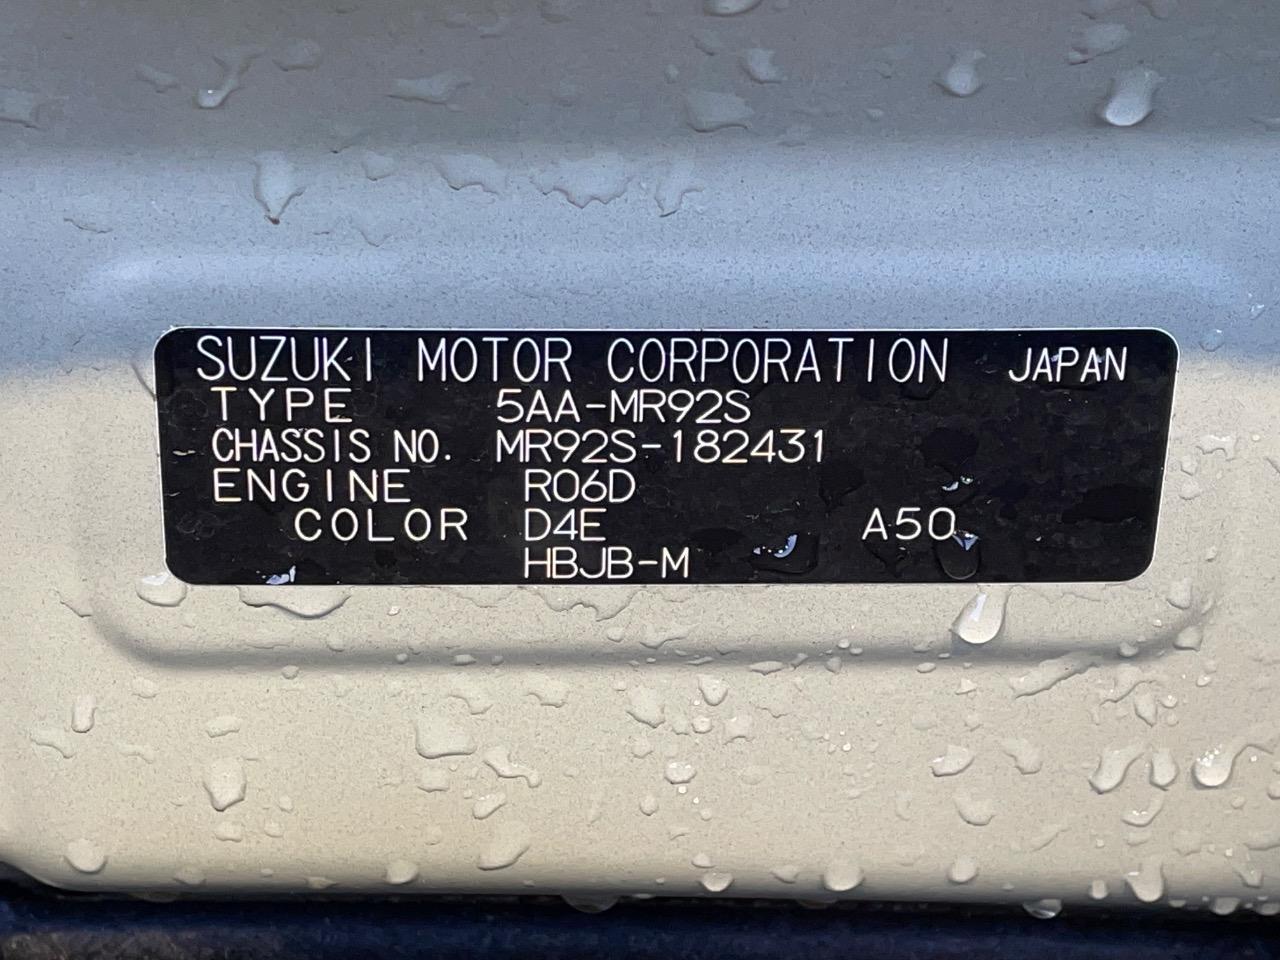 SUZUKI MOTOR CORPORATION JAPAN
TYPE 5AA-MR92S
CHASSIS NO. MR92S-182431
ENGINE R06D
COLOR D4E A50
HBJB-M